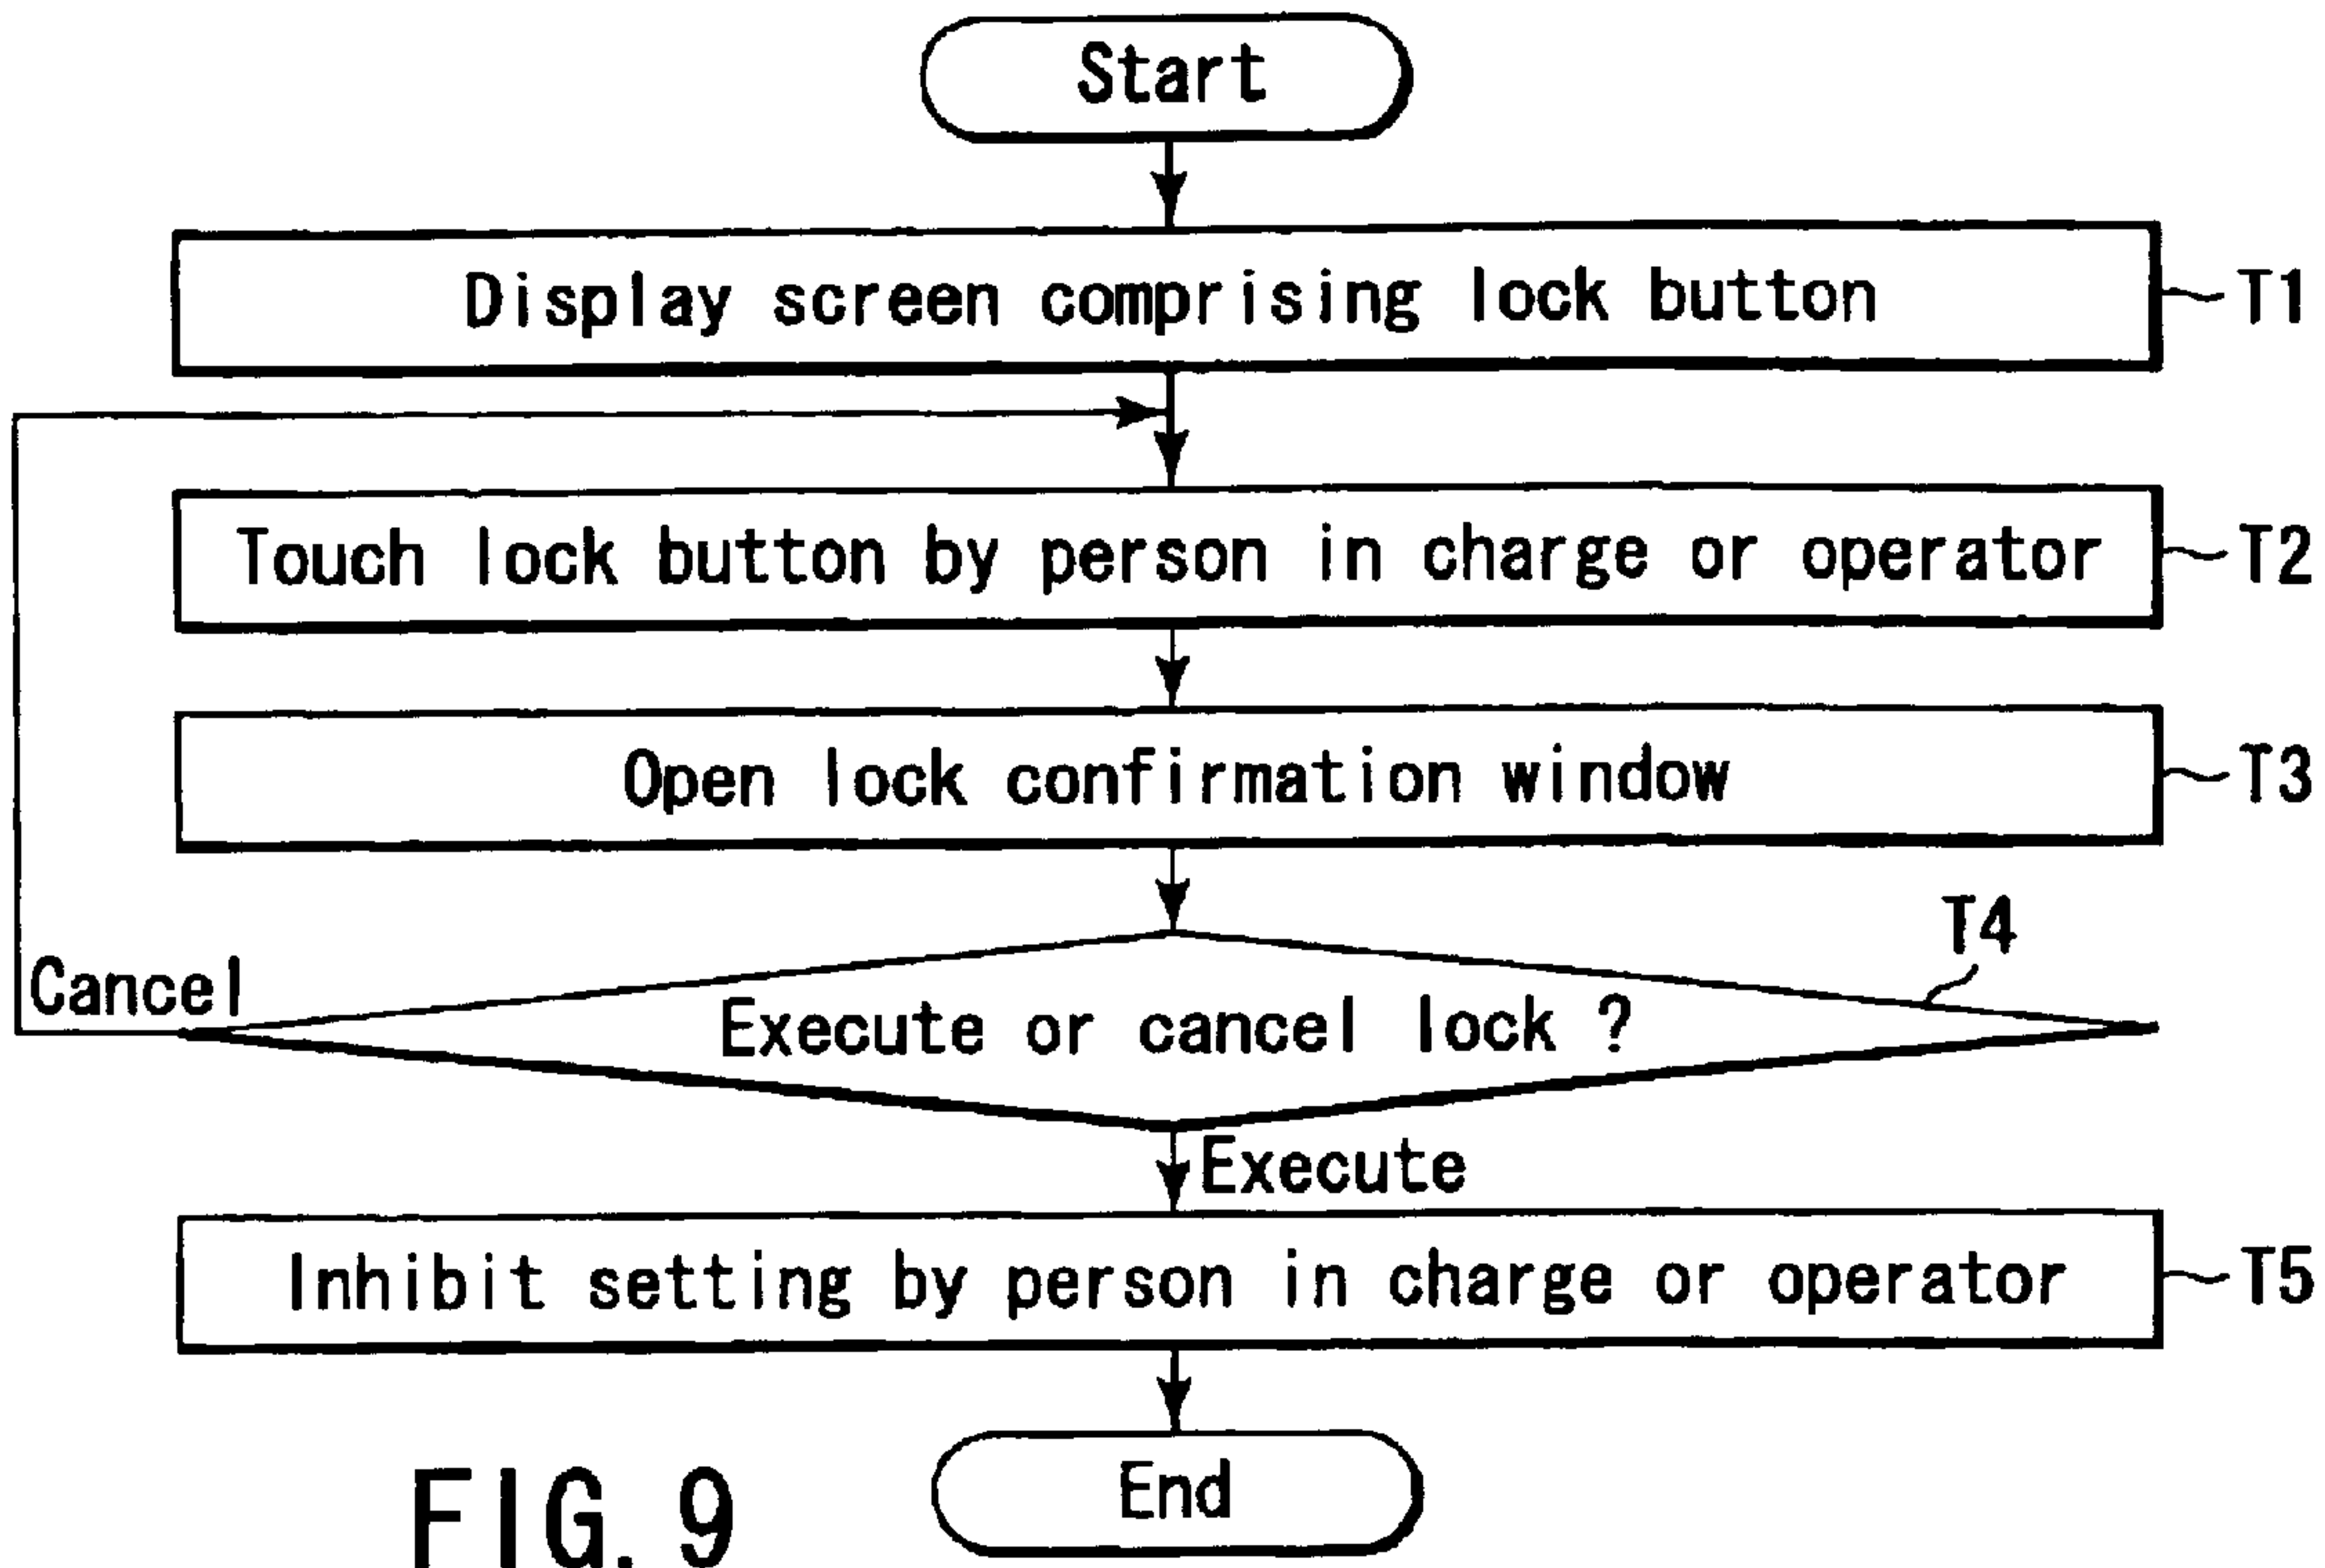 Start
Display screen comprising lock button
T1
Touch lock button by person in charge or operator
T2
Open lock confirmation window
T3
T4
Cancel
Execute or cancel lock ?
Execute
Inhibit setting by person in charge or operator
T5
End
FIG. 9